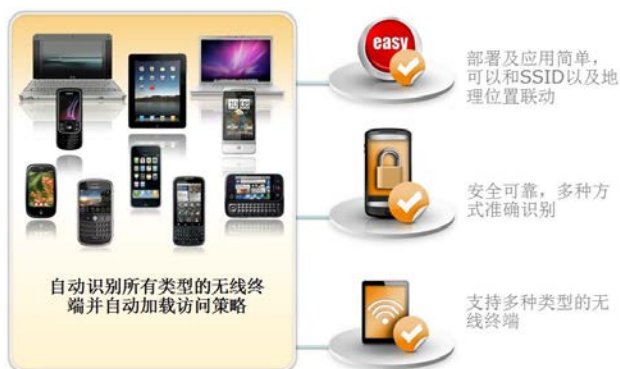 easy
部署及应用简单，
可以和SSID以及地
理位置联动
安全可靠，多种方
式准确识别
自动识别所有类型的无线终
端并自动加载访问策略
支持多种类型的无
线终端